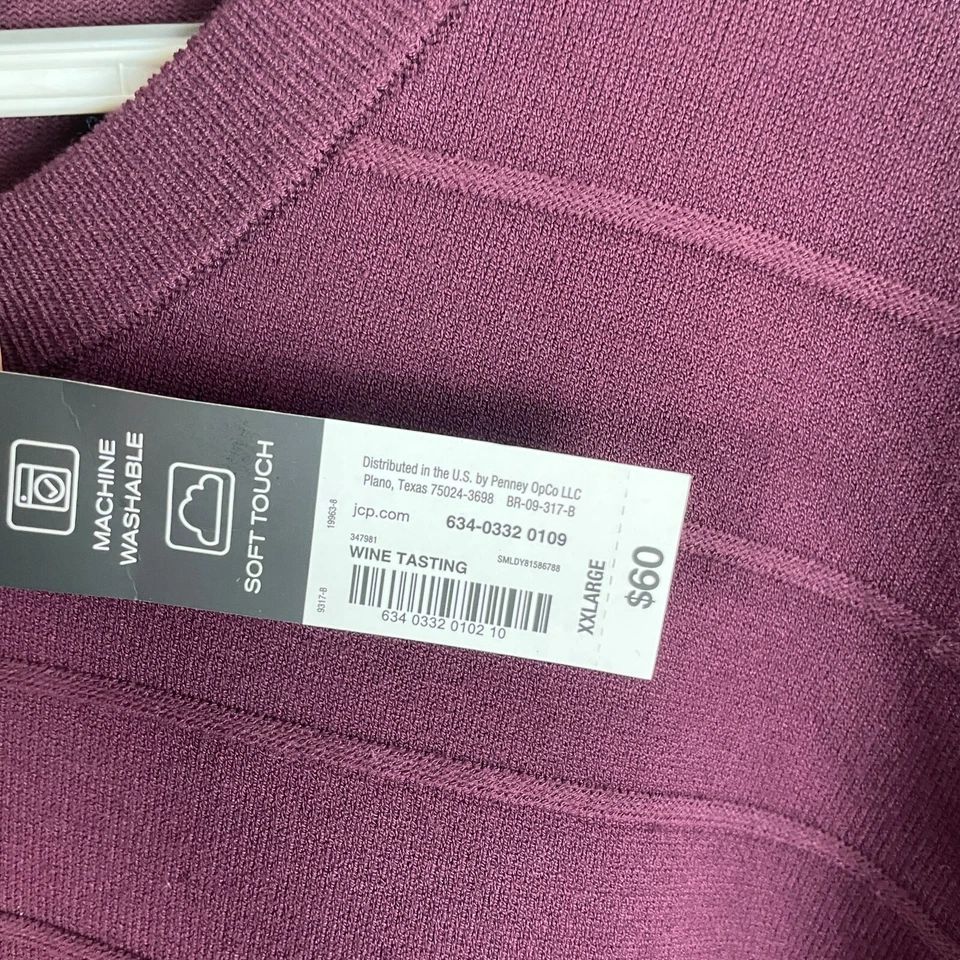 MACHINE
WASHABLE
SOFT TOUCH
Distributed in the U.S. by Penney OpCo LLC
Plano, Texas 75024-3698 BR-09-317-B
19963-8
jcp.com 634-0332 0109
347981
WINE TASTING SMLDY81586788
9317-B
634 0332 0102 10
XXLARGE
$60